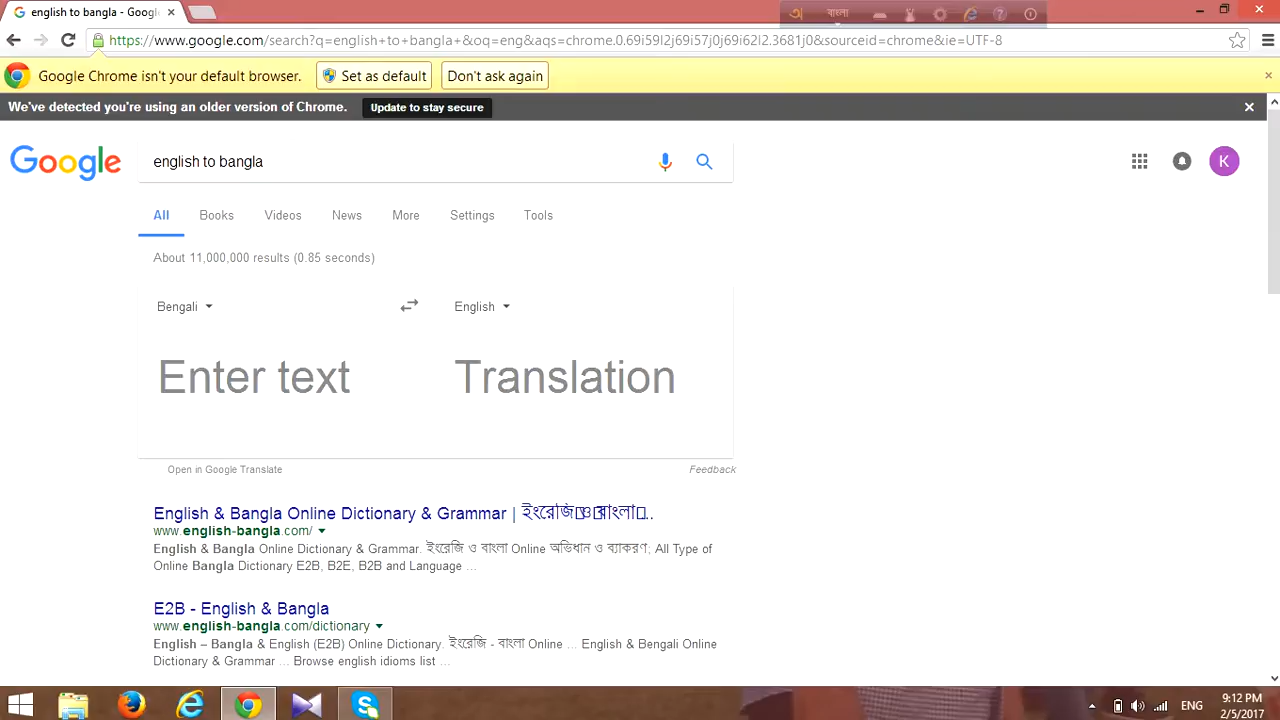 english to bangla - Googl
অ বাংলা
https://www.google.com/search?q=english+to+bangla+&oq=eng&aqs=chrome.0.69i59l2j69i57j0j69i62l2.3681j0&sourceid=chrome&ie=UTF-8
Google Chrome isn't your default browser. Set as default Don't ask again
We've detected you're using an older version of Chrome. Update to stay secure
Google english to bangla K
All Books Videos News More Settings Tools
About 11,000,000 results (0.85 seconds)
Bengali English
Enter text Translation
Open in Google Translate Feedback
English & Bangla Online Dictionary & Grammar | ইংরেজি ও বাংলা ...
www.english-bangla.com/
English & Bangla Online Dictionary & Grammar. ইংরেজি ও বাংলা Online অভিধান ও ব্যাকরণ; All Type of
Online Bangla Dictionary E2B, B2E, B2B and Language ...
E2B - English & Bangla
www.english-bangla.com/dictionary
English – Bangla & English (E2B) Online Dictionary. ইংরেজি - বাংলা Online ... English & Bengali Online
Dictionary & Grammar ... Browse english idioms list ...
ENG
9:12 PM
2/5/2017